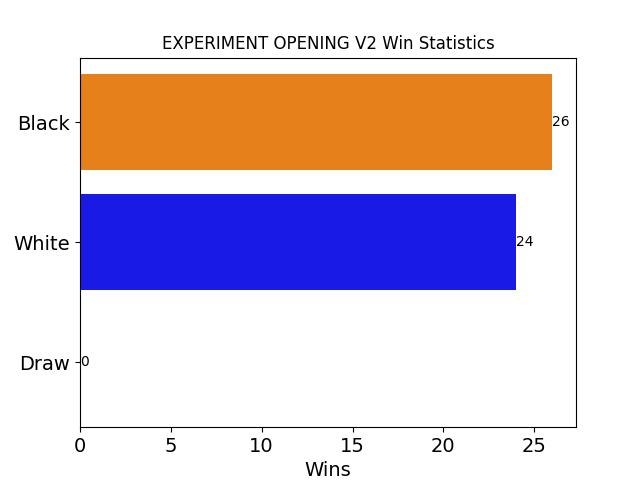 EXPERIMENT OPENING V2 Win Statistics
Black
26
White
24
Draw
0
0 5 10 15 20 25
Wins